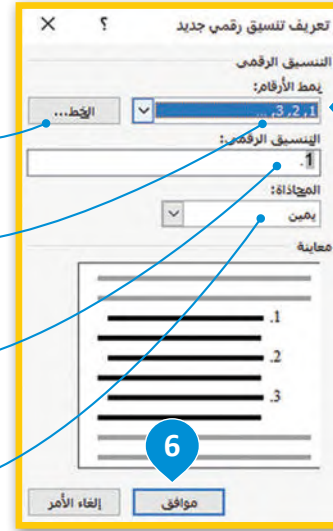 تعريف تنسيق رقمي جديد ؟ ×
التنسيق الرقمي
نمط الأرقام:
1, 2, 3, ... الخط...
التنسيق الرقمي:
1.
المحاذاة:
يمين
معاينة
1.
2.
3.
6
موافق إلغاء الأمر